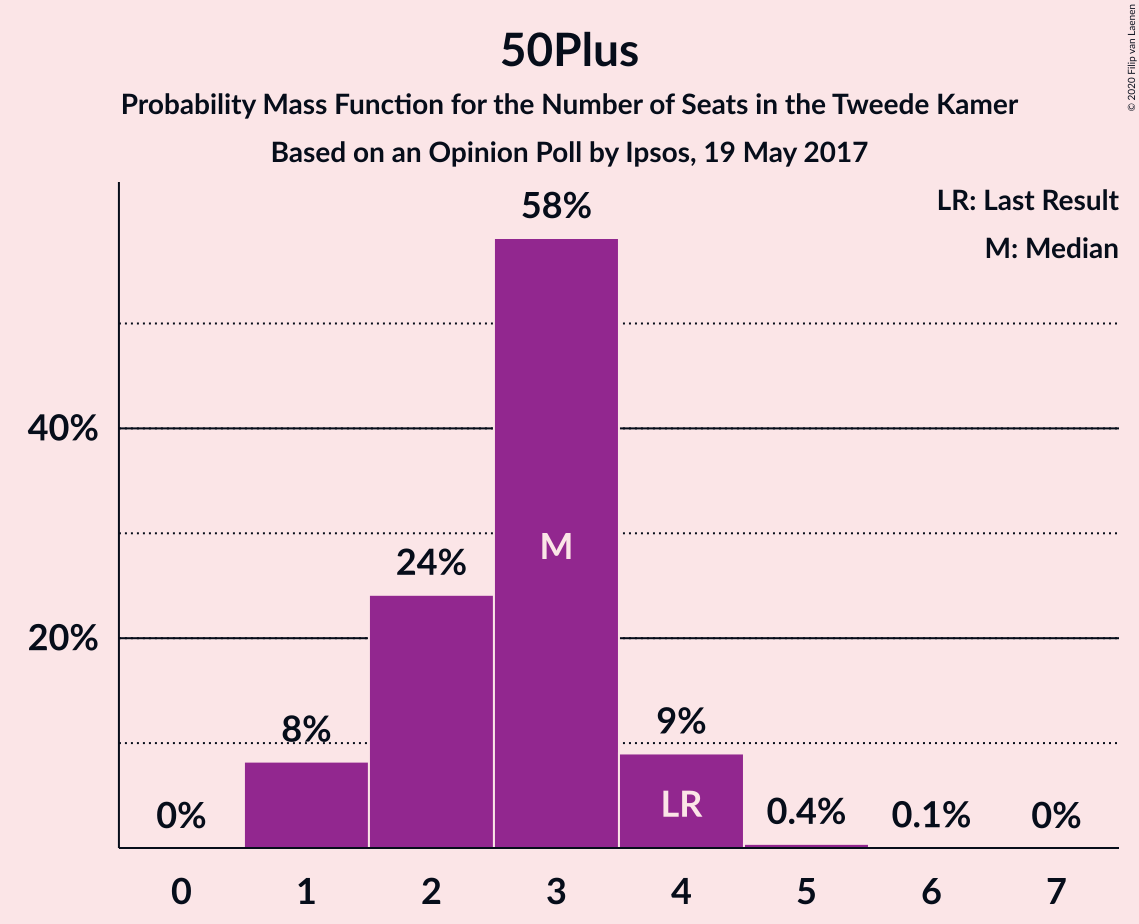 50Plus
Probability Mass Function for the Number of Seats in the Tweede Kamer
Based on an Opinion Poll by Ipsos, 19 May 2017
© 2020 Filip van Laenen
LR: Last Result
M: Median
58%
40%
M
24%
20%
8%
9%
LR
0%
0.4%
0.1%
0%
0 1 2 3 4 5 6 7